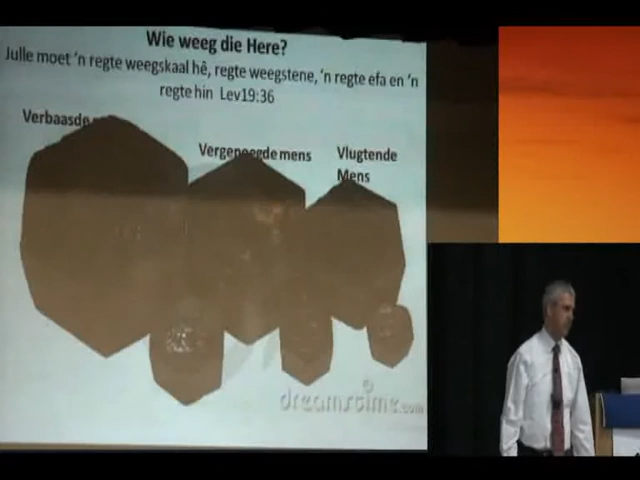 Wie weeg die Here?
Julle moet 'n regte weegskaal hê, regte weegstene, 'n regte efa en 'n
regte hin Lev19:36
Verbaasde
Vergenoegde mens
Vlugtende
Mens
dreamstime.com